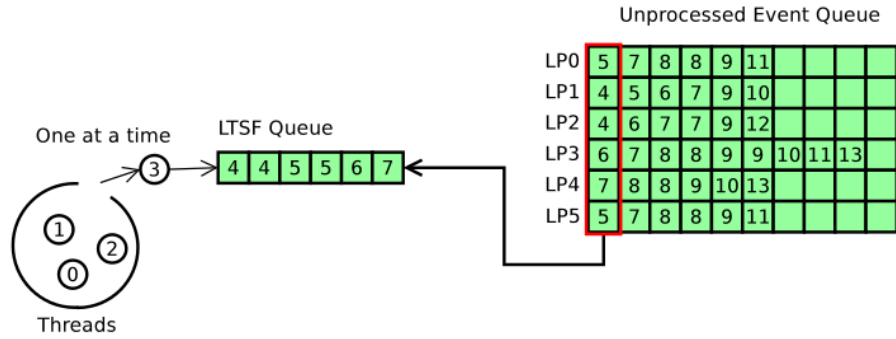 Unprocessed Event Queue
LP0 5 7 8 8 9 11
LP1 4 5 6 7 9 10
LP2 4 6 7 7 9 12
LP3 6 7 8 8 9 9 10 11 13
LP4 7 8 8 9 10 13
LP5 5 7 8 8 9 11
One at a time
LTSF Queue
3
4 4 5 5 6 7
1
2
0
Threads